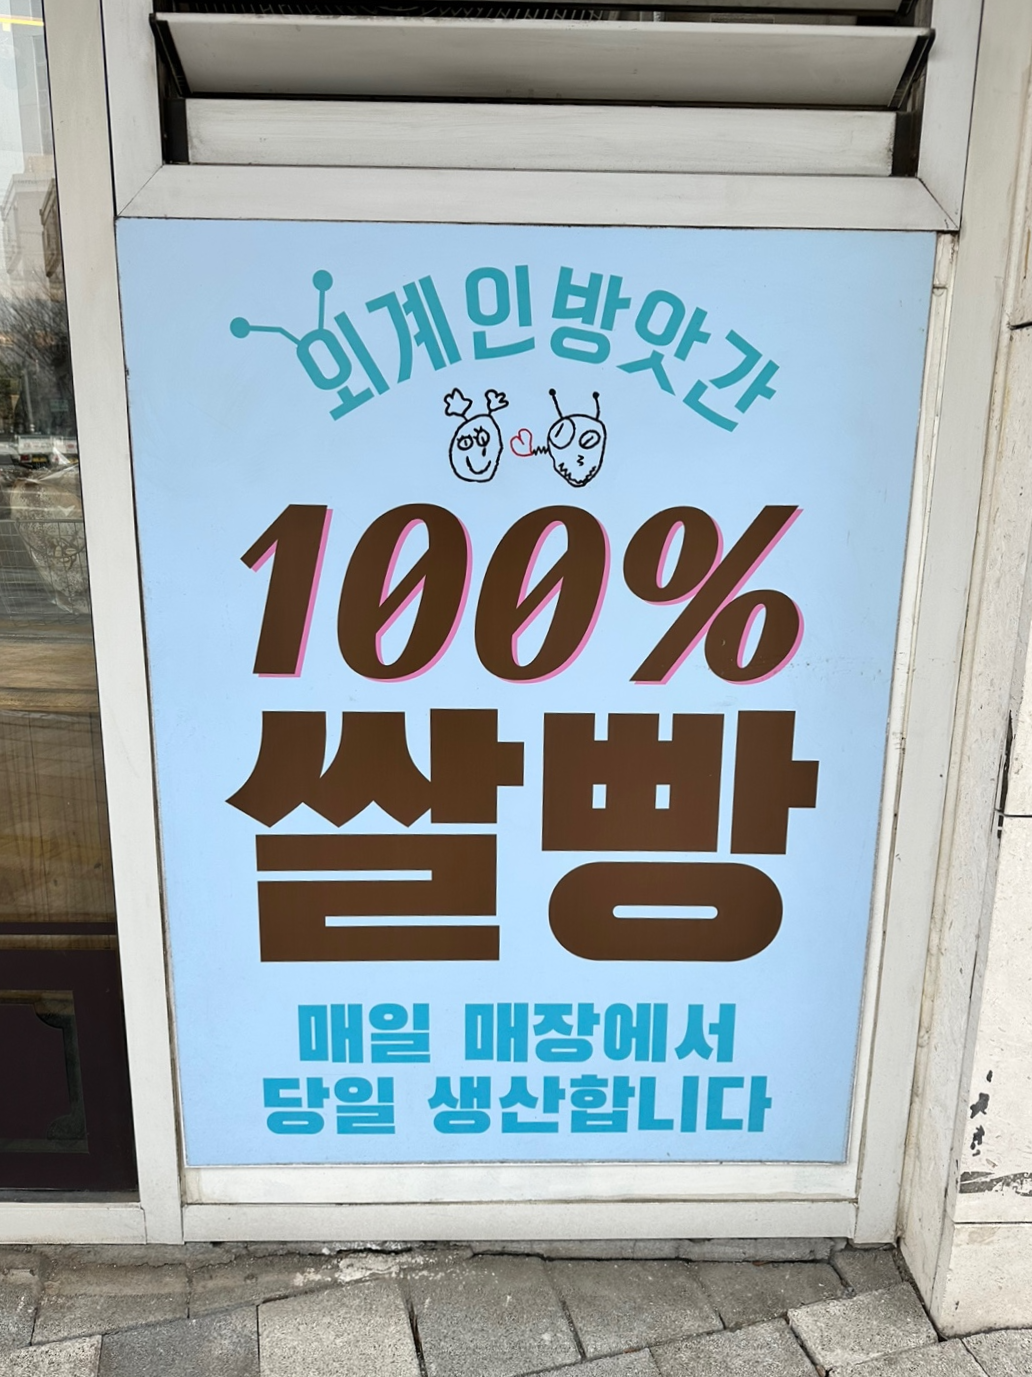 외계인방앗간
100%
쌀빵
매일 매장에서
당일 생산합니다